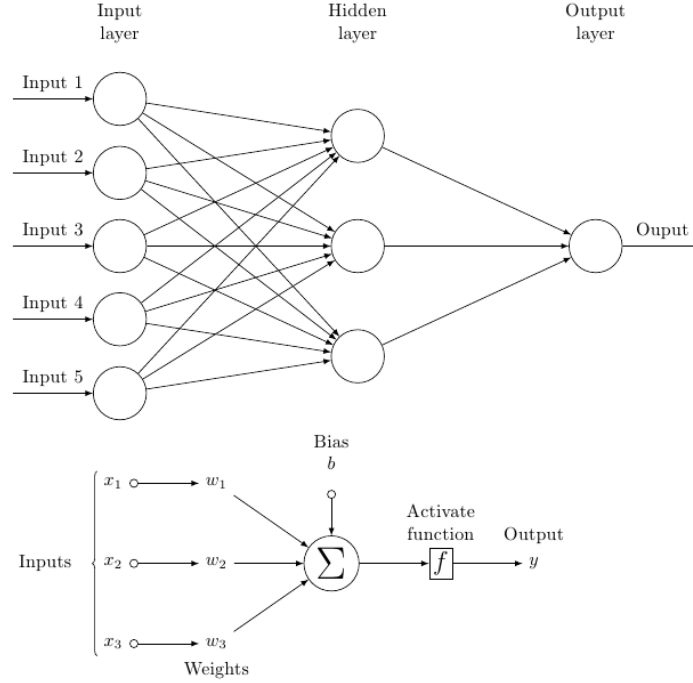 Input
layer
Hidden
layer
Output
layer
Input 1
Input 2
Input 3
Input 4
Input 5
Ouput
Bias
b
x₁ w₁
Activate
function
Output
Inputs x₂ w₂ ∑ f y
x₃ w₃
Weights